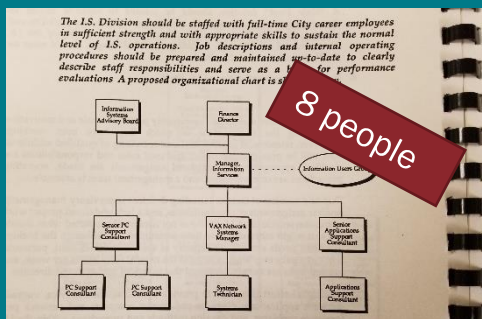 The I.S. Division should be staffed with full-time City career employees
in sufficient strength and with appropriate skills to sustain the normal
level of I.S. operations. Job descriptions and internal operating
procedures should be prepared and maintained up-to-date to clearly
describe staff responsibilities and serve as a for performance
evaluations A proposed organizational chart is
8 people
Information
Systems
Advisory Board
Finance
Director
Manager,
Information
Services
Information Users
Senior PC
Support
Consultant
VAX Network
Systems
Manager
Senior
Applications
Support
Consultant
PC Support
Consultant
PC Support
Consultant
Systems
Technician
Applications
Support
Consultant